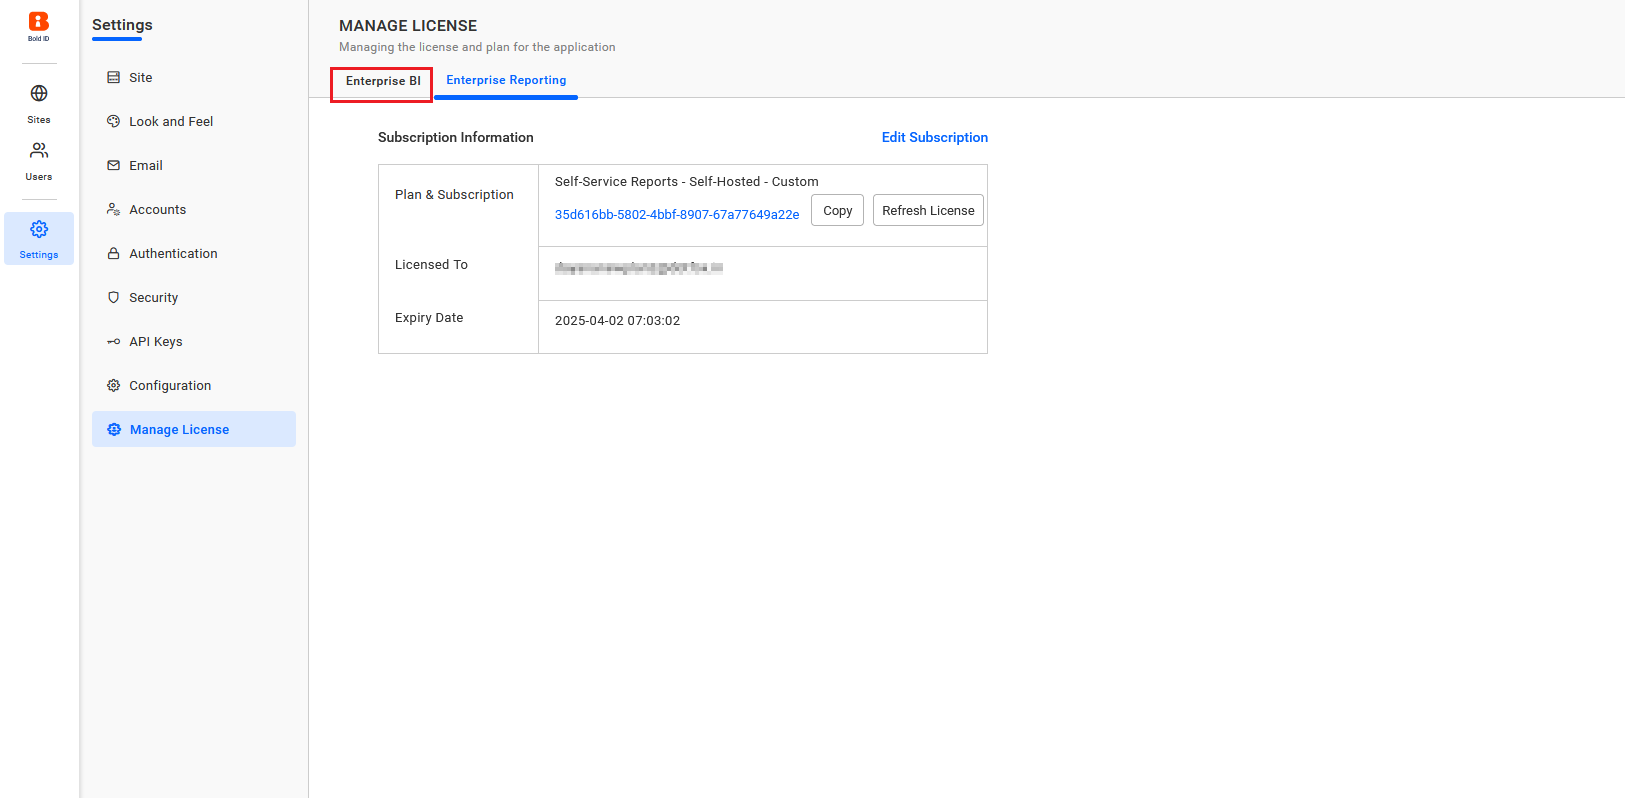 Bold ID
Sites
Users
Settings
Settings
Site
Look and Feel
Email
Accounts
Authentication
Security
API Keys
Configuration
Manage License
MANAGE LICENSE
Managing the license and plan for the application
Enterprise BI
Enterprise Reporting
Subscription Information
Edit Subscription
Plan & Subscription
Self-Service Reports - Self-Hosted - Custom
35d616bb-5802-4bbf-8907-67a77649a22e
Copy
Refresh License
Licensed To
Expiry Date
2025-04-02 07:03:02